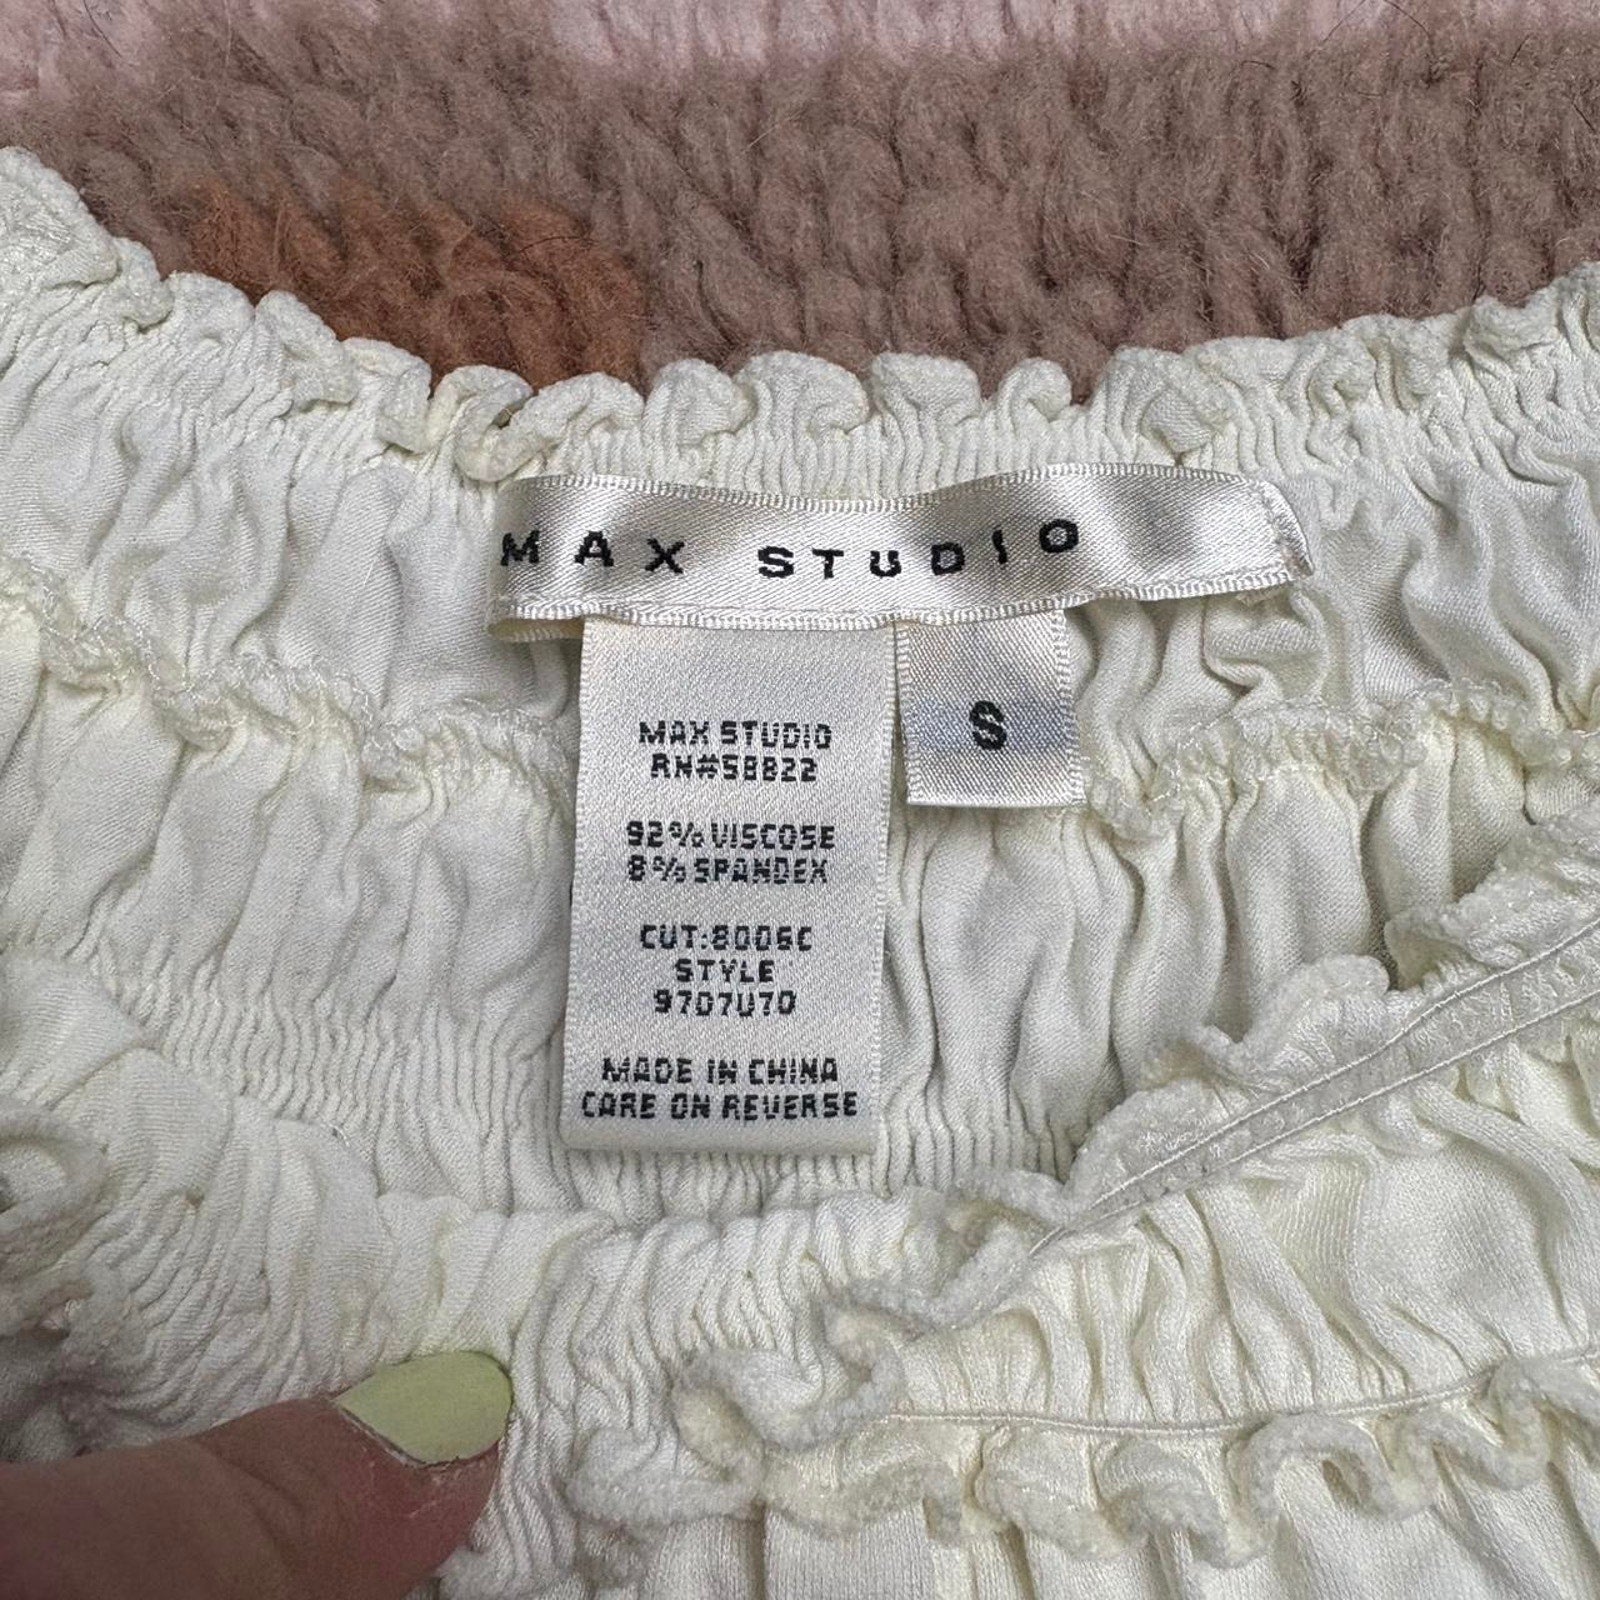 MAX STUDIO
S
MAX STUDIO
RN#58822
92% VISCOSE
8% SPANDEX
CUT:8005C
STYLE
9707U70
MADE IN CHINA
CARE ON REVERSE